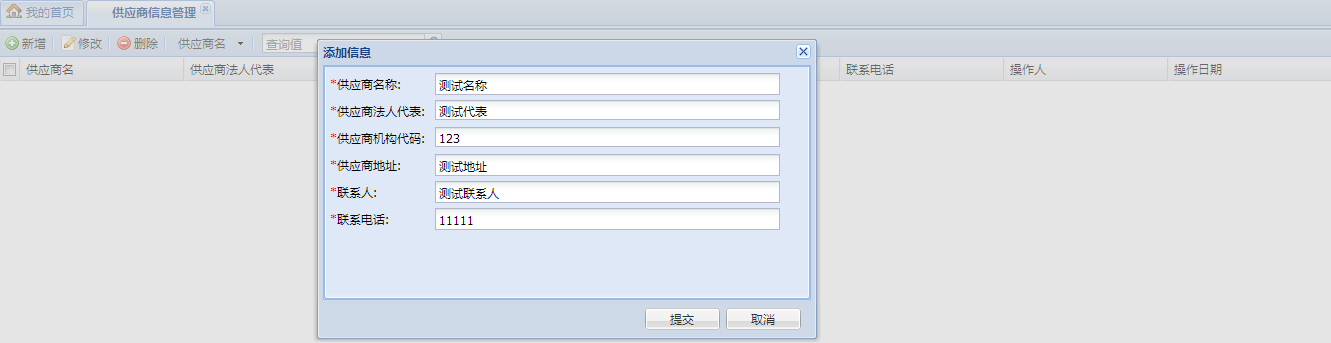 我的首页 供应商信息管理
新增 修改 删除 供应商名 查询值
供应商名 供应商法人代表 联系电话 操作人 操作日期
添加信息
*供应商名称: 测试名称
*供应商法人代表: 测试代表
*供应商机构代码: 123
*供应商地址: 测试地址
*联系人: 测试联系人
*联系电话: 11111
提交 取消